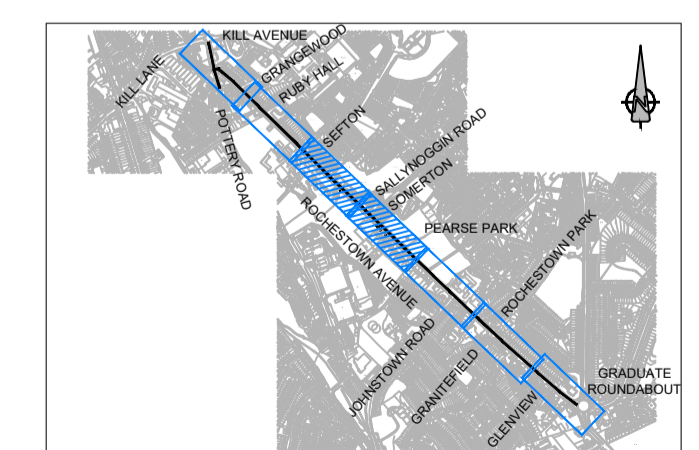 KILL AVENUE
GRANGEWOOD
KILL LANE
RUBY HALL
POTTERY ROAD
SEFTON
SALLYNOGGIN ROAD
SOMERTON
ROCHESTOWN AVENUE
PEARSE PARK
ROCHESTOWN PARK
JOHNSTOWN ROAD
GRANITEFIELD
GLENVIEW
GRADUATE
ROUNDABOUT
N